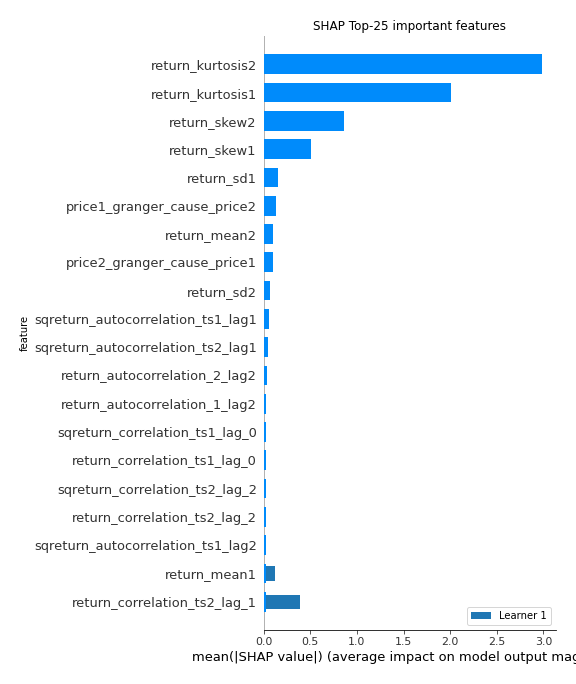 SHAP Top-25 important features
return_kurtosis2
return_kurtosis1
return_skew2
return_skew1
return_sd1
price1_granger_cause_price2
return_mean2
price2_granger_cause_price1
return_sd2
sqreturn_autocorrelation_ts1_lag1
sqreturn_autocorrelation_ts2_lag1
return_autocorrelation_2_lag2
return_autocorrelation_1_lag2
sqreturn_correlation_ts1_lag_0
return_correlation_ts1_lag_0
sqreturn_correlation_ts2_lag_2
return_correlation_ts2_lag_2
sqreturn_autocorrelation_ts1_lag2
return_mean1
return_correlation_ts2_lag_1
feature
Learner 1
0.0 0.5 1.0 1.5 2.0 2.5 3.0
mean(|SHAP value|) (average impact on model output mag